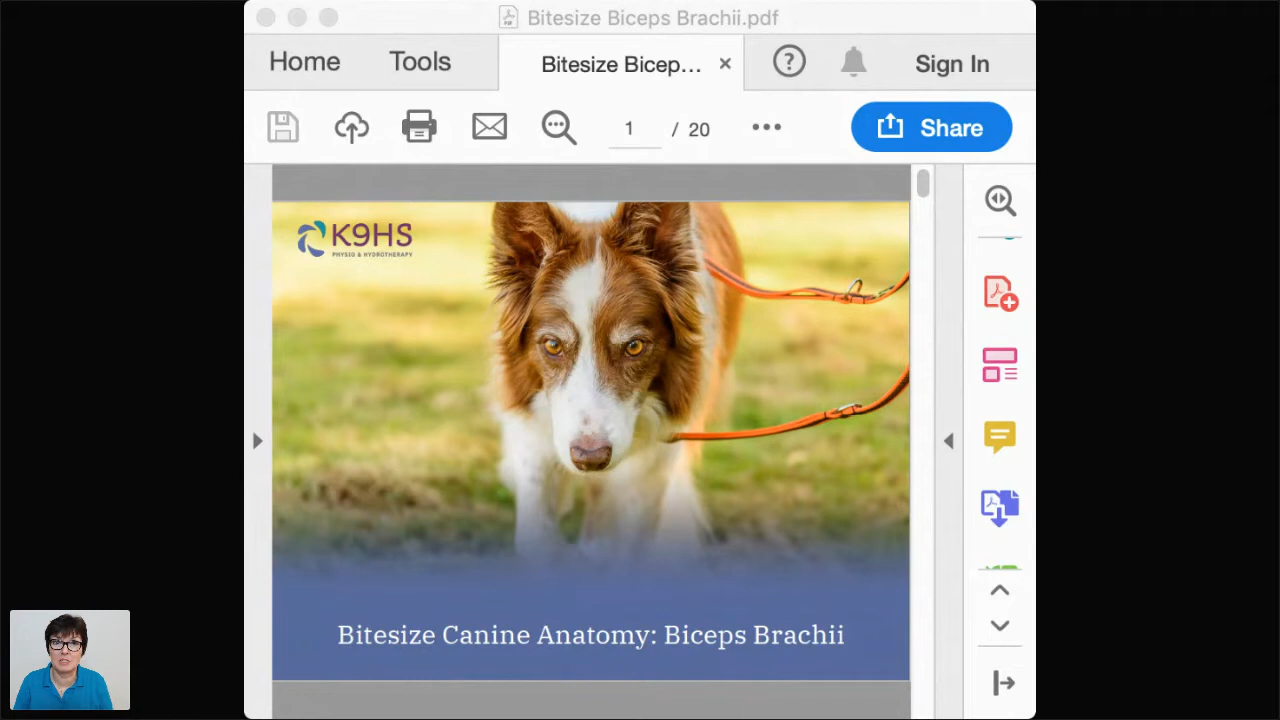 Bitesize Biceps Brachii.pdf
Home Tools Bitesize Bicep... × ? Sign In
1 / 20 ••• Share
K9HS
PHYSIO & HYDROTHERAPY
Bitesize Canine Anatomy: Biceps Brachii